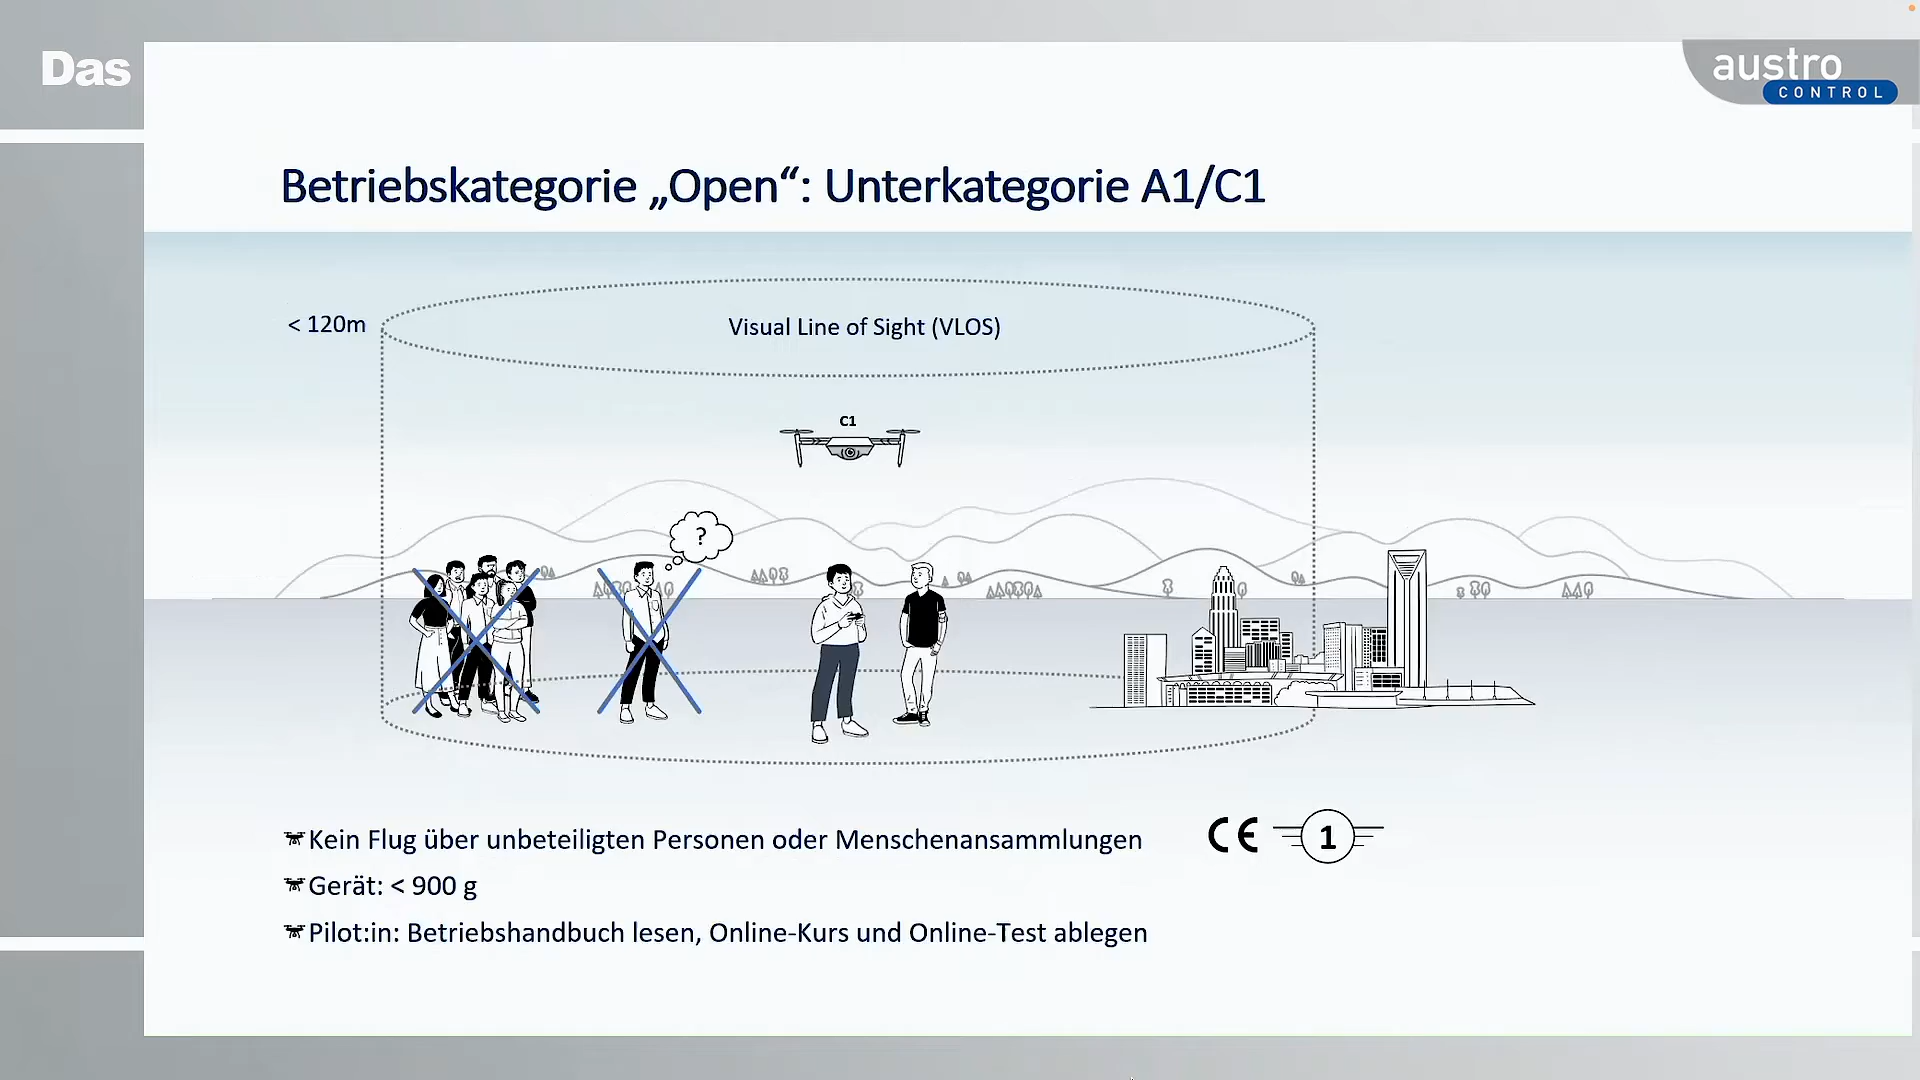 Das
austro
CONTROL
Betriebskategorie „Open“: Unterkategorie A1/C1
< 120m
Visual Line of Sight (VLOS)
C1
?
Kein Flug über unbeteiligten Personen oder Menschenansammlungen
CE 1
Gerät: < 900 g
Pilot:in: Betriebshandbuch lesen, Online-Kurs und Online-Test ablegen